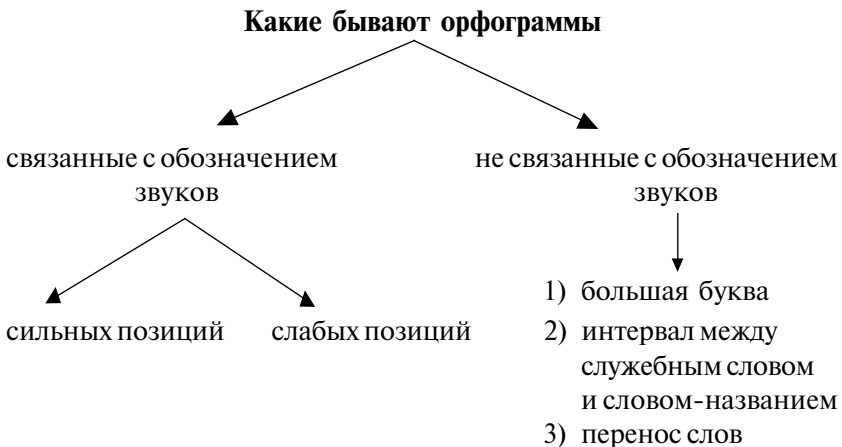 Какие бывают орфограммы
связанные с обозначением
звуков
не связанные с обозначением
звуков
сильных позиций
слабых позиций
1) большая буква
2) интервал между
служебным словом
и словом-названием
3) перенос слов